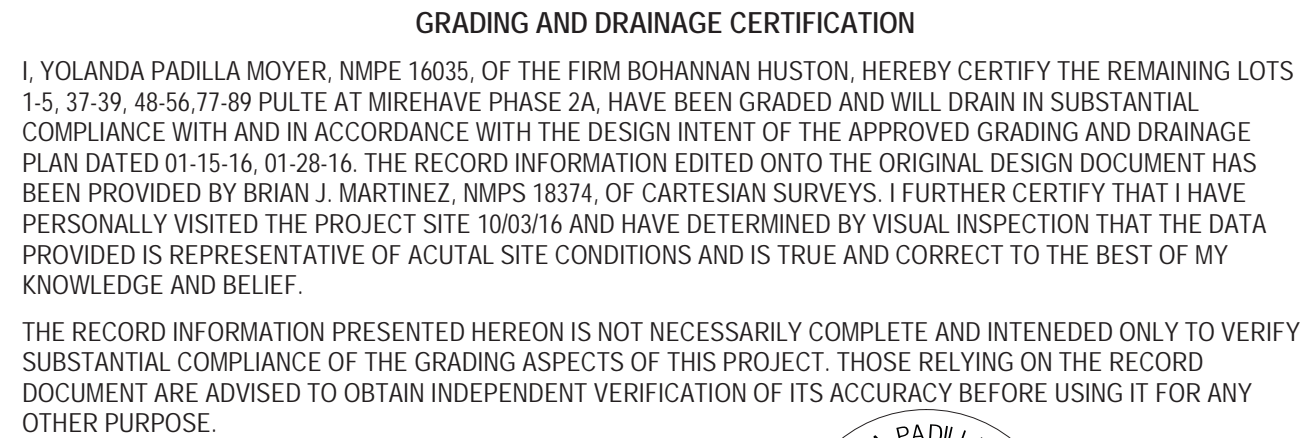 GRADING AND DRAINAGE CERTIFICATION
I, YOLANDA PADILLA MOYER, NMPE 16035, OF THE FIRM BOHANNAN HUSTON, HEREBY CERTIFY THE REMAINING LOTS
1-5, 37-39, 48-56,77-89 PULTE AT MIREHAVE PHASE 2A, HAVE BEEN GRADED AND WILL DRAIN IN SUBSTANTIAL
COMPLIANCE WITH AND IN ACCORDANCE WITH THE DESIGN INTENT OF THE APPROVED GRADING AND DRAINAGE
PLAN DATED 01-15-16, 01-28-16. THE RECORD INFORMATION EDITED ONTO THE ORIGINAL DESIGN DOCUMENT HAS
BEEN PROVIDED BY BRIAN J. MARTINEZ, NMPS 18374, OF CARTESIAN SURVEYS. I FURTHER CERTIFY THAT I HAVE
PERSONALLY VISITED THE PROJECT SITE 10/03/16 AND HAVE DETERMINED BY VISUAL INSPECTION THAT THE DATA
PROVIDED IS REPRESENTATIVE OF ACUTAL SITE CONDITIONS AND IS TRUE AND CORRECT TO THE BEST OF MY
KNOWLEDGE AND BELIEF.
THE RECORD INFORMATION PRESENTED HEREON IS NOT NECESSARILY COMPLETE AND INTENEDED ONLY TO VERIFY
SUBSTANTIAL COMPLIANCE OF THE GRADING ASPECTS OF THIS PROJECT. THOSE RELYING ON THE RECORD
DOCUMENT ARE ADVISED TO OBTAIN INDEPENDENT VERIFICATION OF ITS ACCURACY BEFORE USING IT FOR ANY
OTHER PURPOSE.